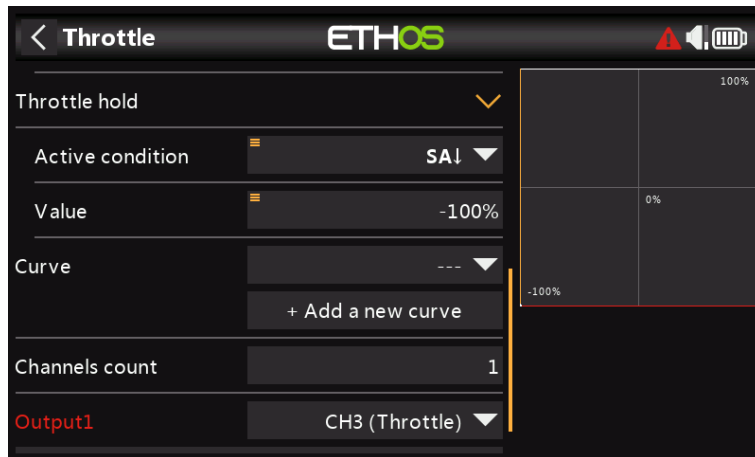 Throttle
ETHOS
Throttle hold
Active condition
SA↓
Value
-100%
Curve
---
+ Add a new curve
Channels count
1
Output1
CH3 (Throttle)
100%
0%
-100%